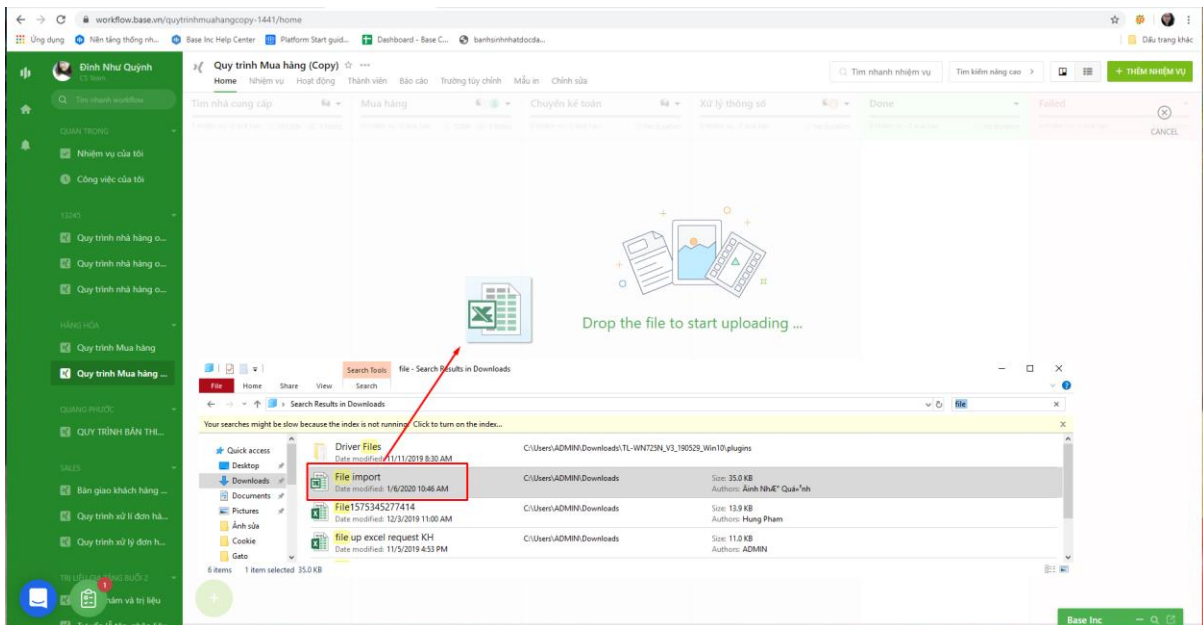 workflow.base.vn/quytrinhmuahangcopy-1441/home
Ứng dụng Nền tảng thống nh... Base Inc Help Center Platform Start guid... Dashboard - Base C... banhsinhnhatdocda... Dấu trang khác
Đinh Như Quỳnh
CS Team
Tìm nhanh workflow
QUAN TRỌNG
Nhiệm vụ của tôi
Công việc của tôi
12345
Quy trình nhà hàng o...
Quy trình nhà hàng o...
Quy trình nhà hàng o...
HÀNG HÓA
Quy trình Mua hàng
Quy trình Mua hàng ...
QUANG PHƯỚC
QUY TRÌNH BÁN THI...
SALES
Bàn giao khách hàng ...
Quy trình xử lí đơn hà...
Quy trình xử lý đơn h...
1
hám và trị liệu
Quy trình Mua hàng (Copy)
Home Nhiệm vụ Hoạt động Thành viên Báo cáo Trường tùy chỉnh Mẫu in Chỉnh sửa
Tìm nhanh nhiệm vụ Tìm kiếm nâng cao + THÊM NHIỆM VỤ
Tìm nhà cung cấp Mua hàng Chuyển kế toán Xử lý thông số Done Failed
CANCEL
Drop the file to start uploading ...
Search Tools file - Search Results in Downloads
File Home Share View Search
Search Results in Downloads file
Your searches might be slow because the index is not running. Click to turn on the index...
Quick access
Desktop
Downloads
Documents
Pictures
Ảnh sửa
Cookie
Gato
Driver Files C:\Users\ADMIN\Downloads\TL-WN725N_V3_190529_Win10\plugins
Date modified: 11/11/2019 8:30 AM
File import C:\Users\ADMIN\Downloads Size: 35.0 KB
Date modified: 1/6/2020 10:46 AM
File1575345277414 C:\Users\ADMIN\Downloads Size: 13.9 KB
Date modified: 12/3/2019 11:00 AM Authors: Hung Pham
file up excel request KH C:\Users\ADMIN\Downloads Size: 11.0 KB
Date modified: 11/5/2019 4:53 PM Authors: ADMIN
6 items 1 item selected 35.0 KB
Base Inc